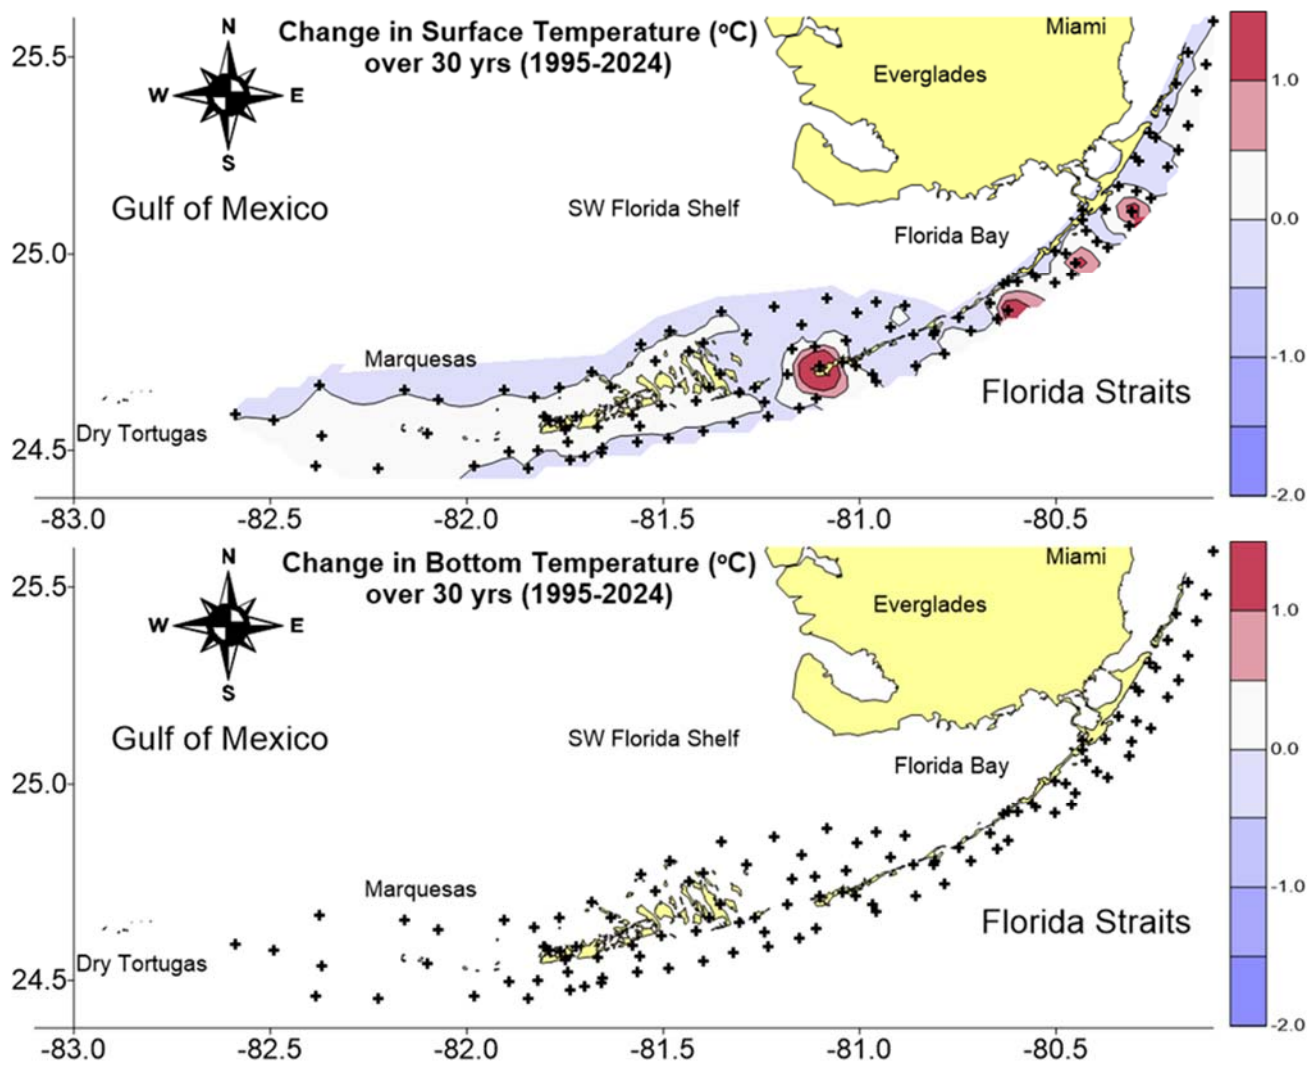 Change in Surface Temperature (oC)
over 30 yrs (1995-2024)
N
W E
S
Miami
Everglades
Gulf of Mexico
SW Florida Shelf
Florida Bay
Marquesas
Florida Straits
Dry Tortugas
25.5
25.0
24.5
-83.0 -82.5 -82.0 -81.5 -81.0 -80.5
1.0
0.0
-1.0
-2.0
Change in Bottom Temperature (oC)
over 30 yrs (1995-2024)
N
W E
S
Miami
Everglades
Gulf of Mexico
SW Florida Shelf
Florida Bay
Marquesas
Florida Straits
Dry Tortugas
25.5
25.0
24.5
-83.0 -82.5 -82.0 -81.5 -81.0 -80.5
1.0
0.0
-1.0
-2.0